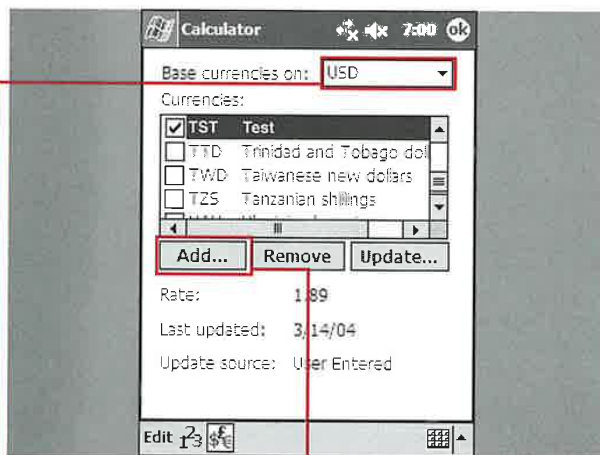 Calculator 7:00 ok
Base currencies on: USD
Currencies:
TST Test
TTD Trinidad and Tobago dol
TWD Taiwanese new dollars
TZS Tanzanian shillings
Add... Remove Update...
Rate: 1.89
Last updated: 3/14/04
Update source: User Entered
Edit 123